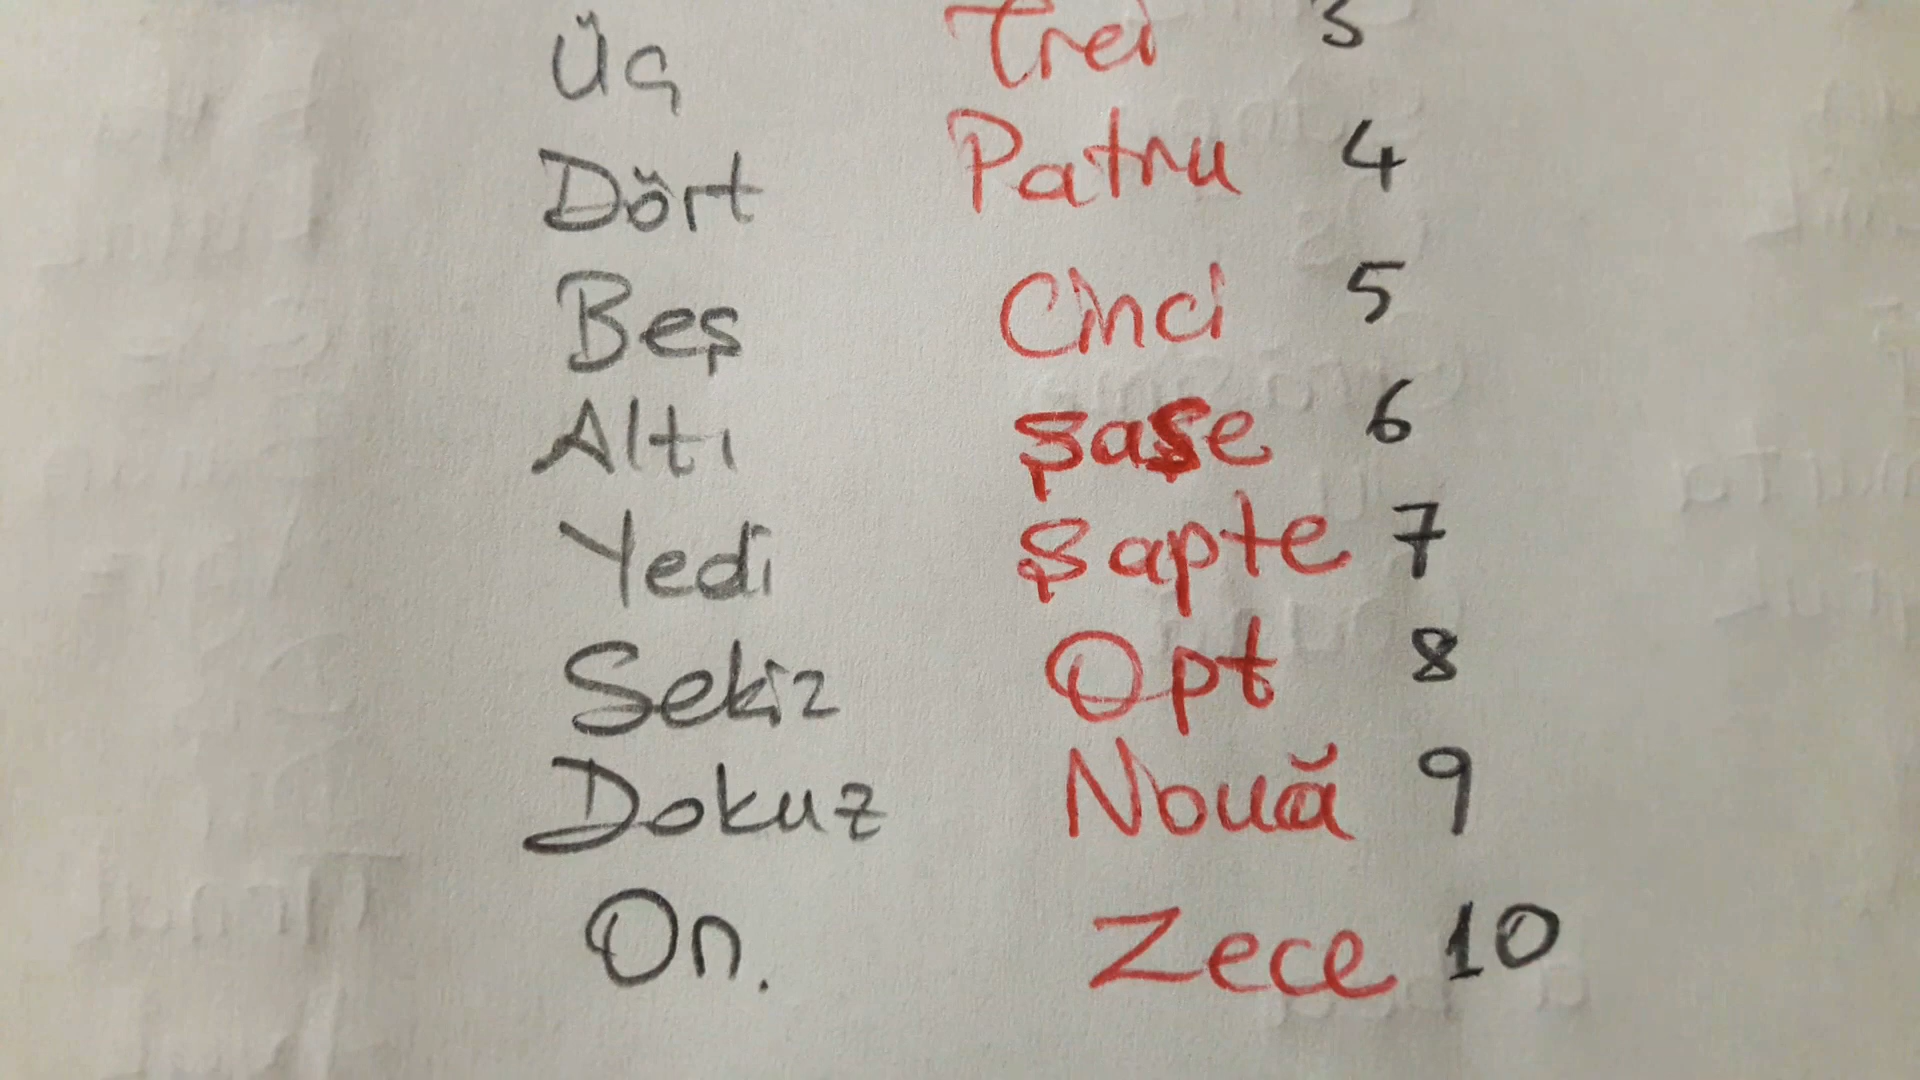 Üç Trei 3
Dört Patru 4
Beş Cinci 5
Altı şase 6
Yedi Şapte 7
Sekiz Opt 8
Dokuz Nouă 9
On. Zece 10